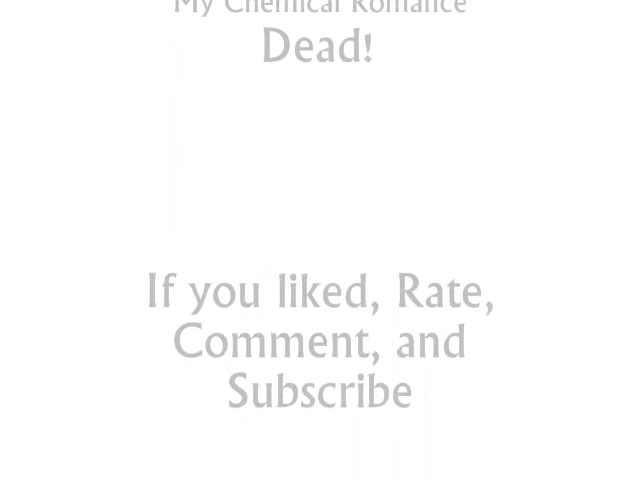 My Chemical Romance
Dead!
If you liked, Rate,
Comment, and
Subscribe